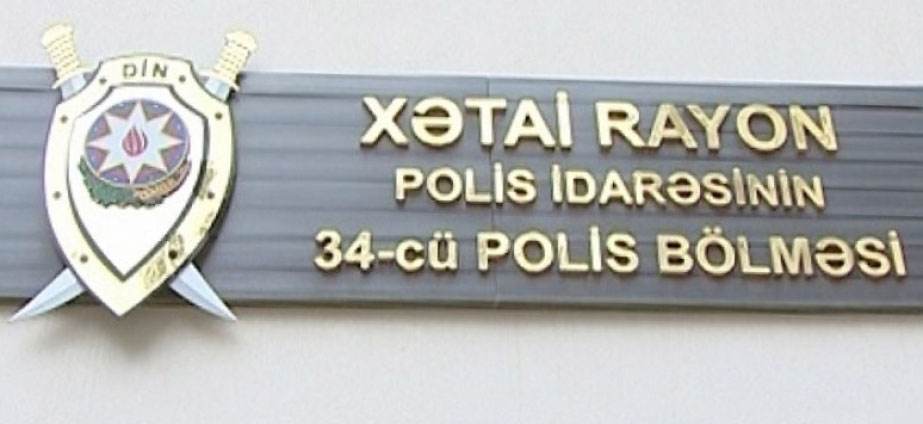 DİN
XƏTAİ RAYON
POLİS İDARƏSİNİN
34-cü POLİS BÖLMƏSİ